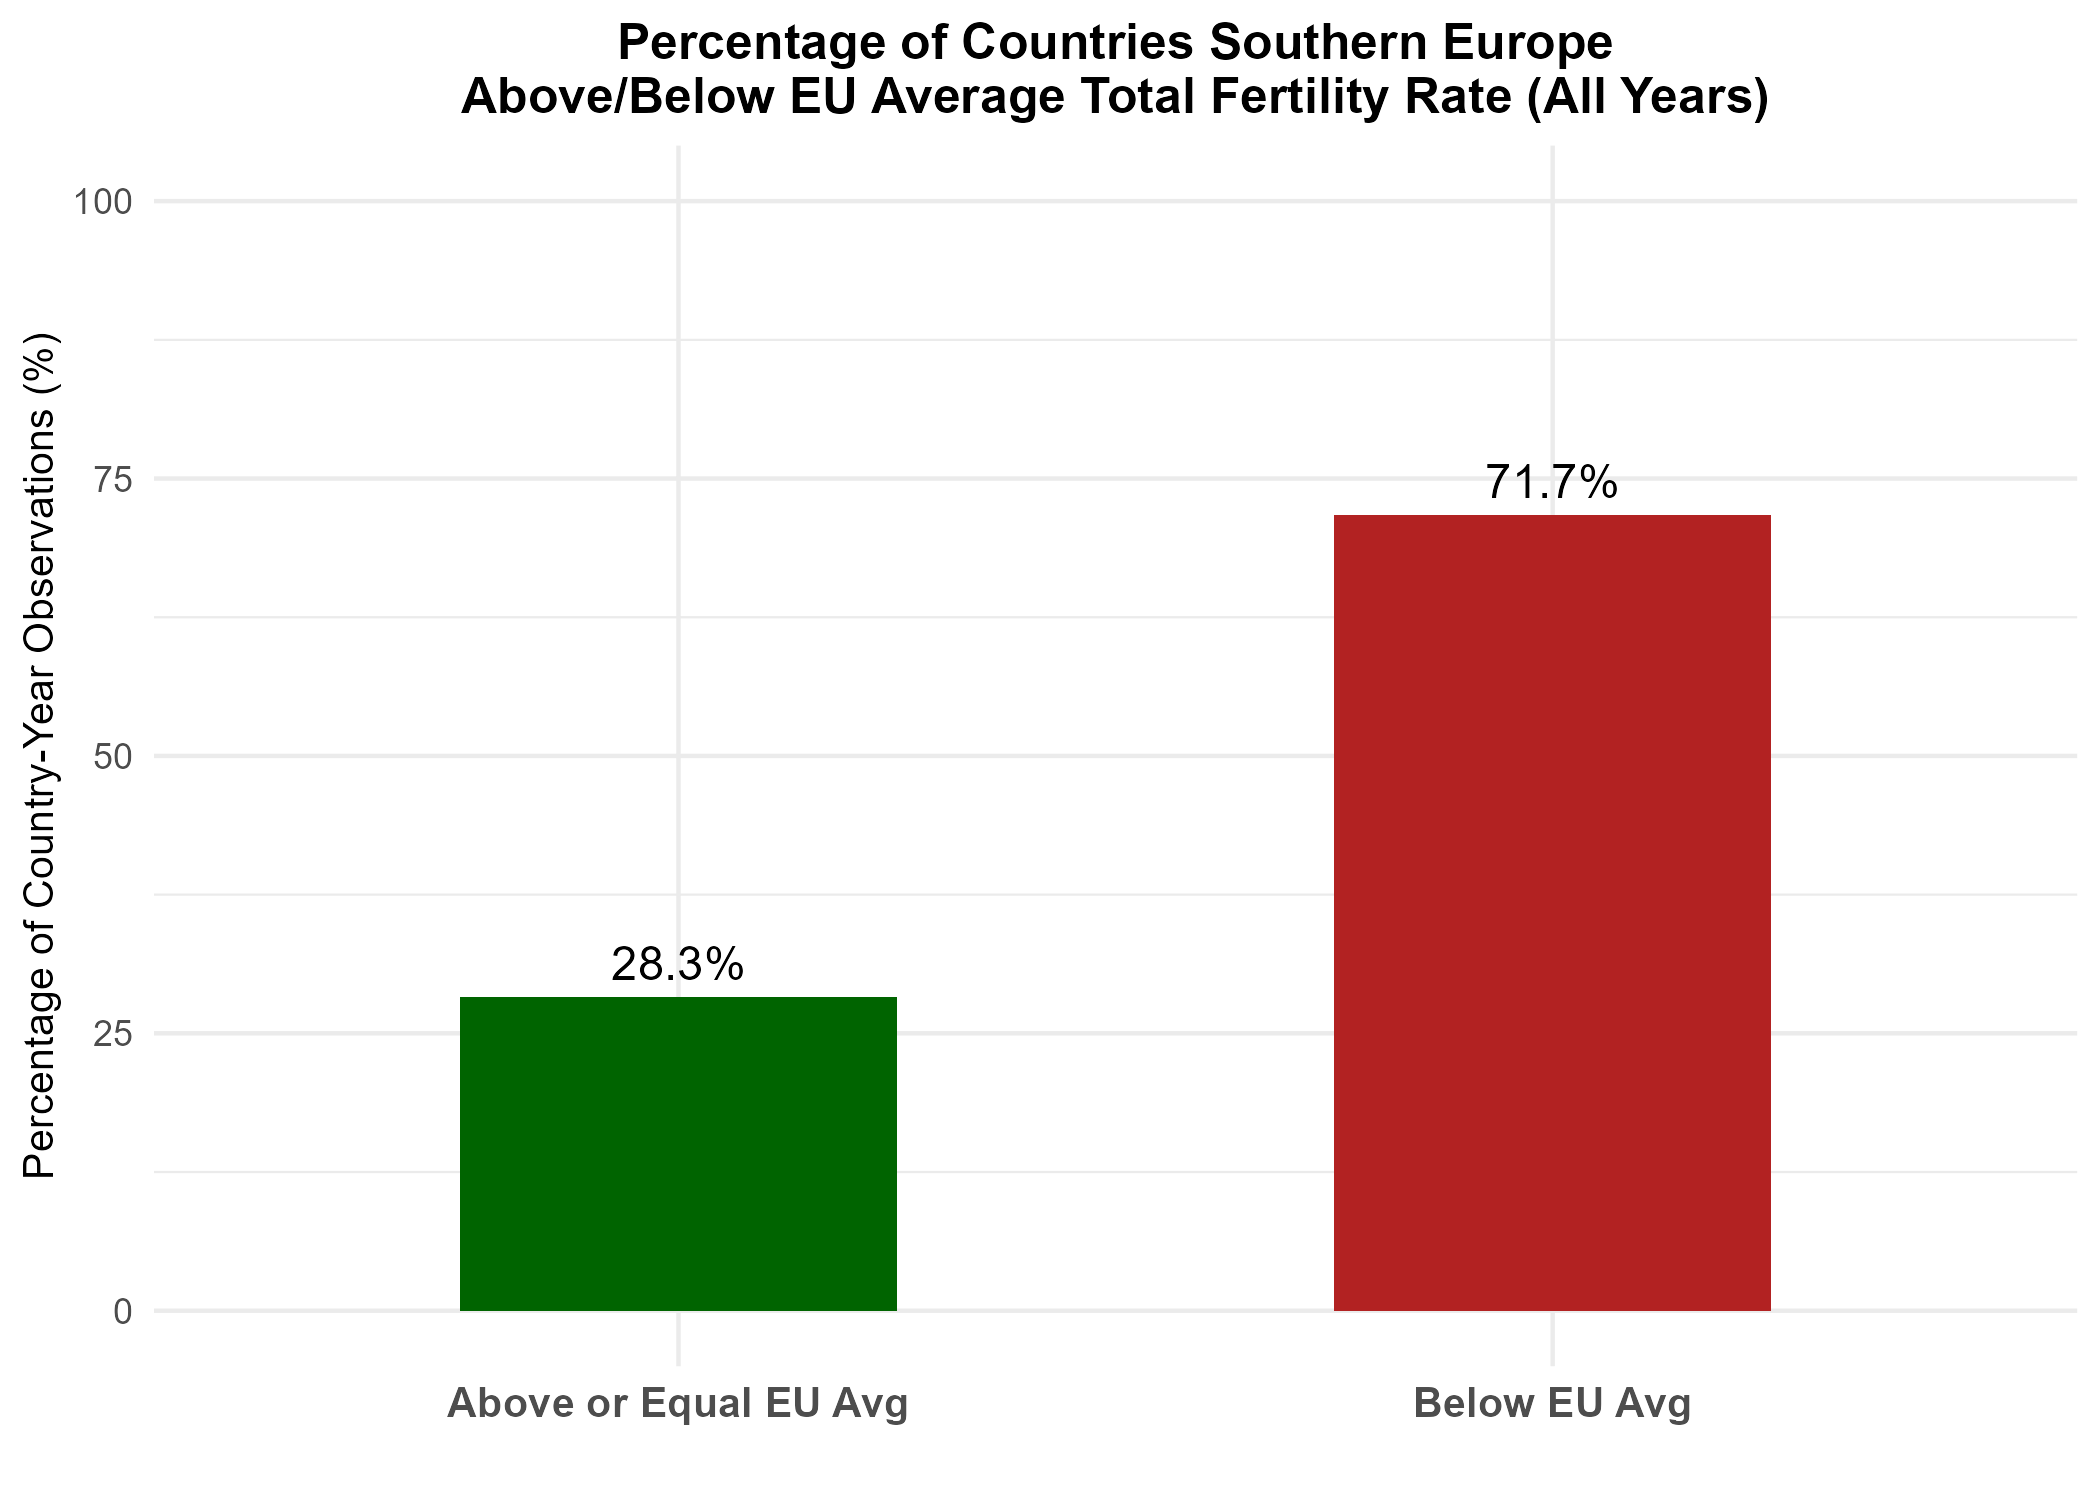 Percentage of Countries Southern Europe
Above/Below EU Average Total Fertility Rate (All Years)
Percentage of Country-Year Observations (%)
100
75
50
25
0
28.3%
71.7%
Above or Equal EU Avg
Below EU Avg